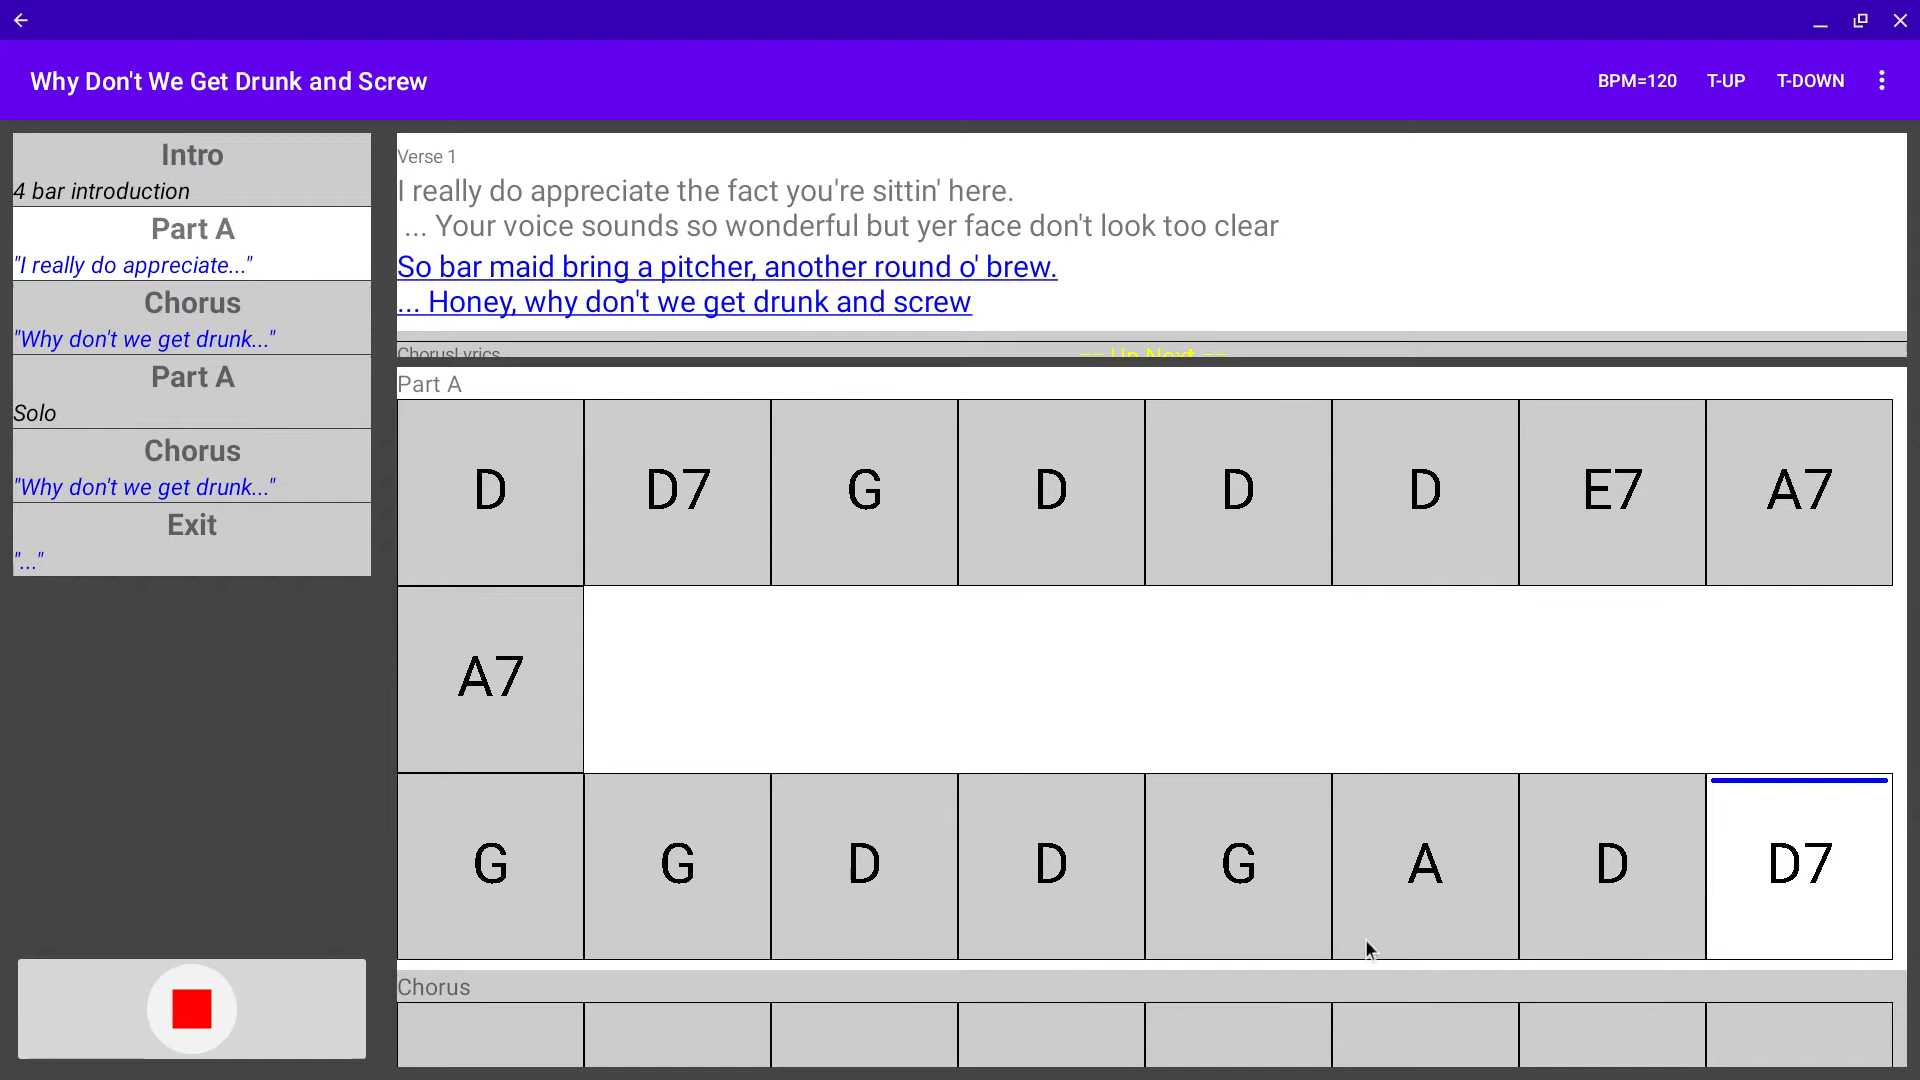 Why Don't We Get Drunk and Screw
BPM=120 T-UP T-DOWN
Intro
4 bar introduction
Part A
"I really do appreciate..."
Chorus
"Why don't we get drunk..."
Part A
Solo
Chorus
"Why don't we get drunk..."
Exit
"..."
Verse 1
I really do appreciate the fact you're sittin' here.
... Your voice sounds so wonderful but yer face don't look too clear
So bar maid bring a pitcher, another round o' brew.
... Honey, why don't we get drunk and screw
ChorusLyrics
-- Up Next --
Part A
D D7 G D D D E7 A7
A7
G G D D G A D D7
Chorus